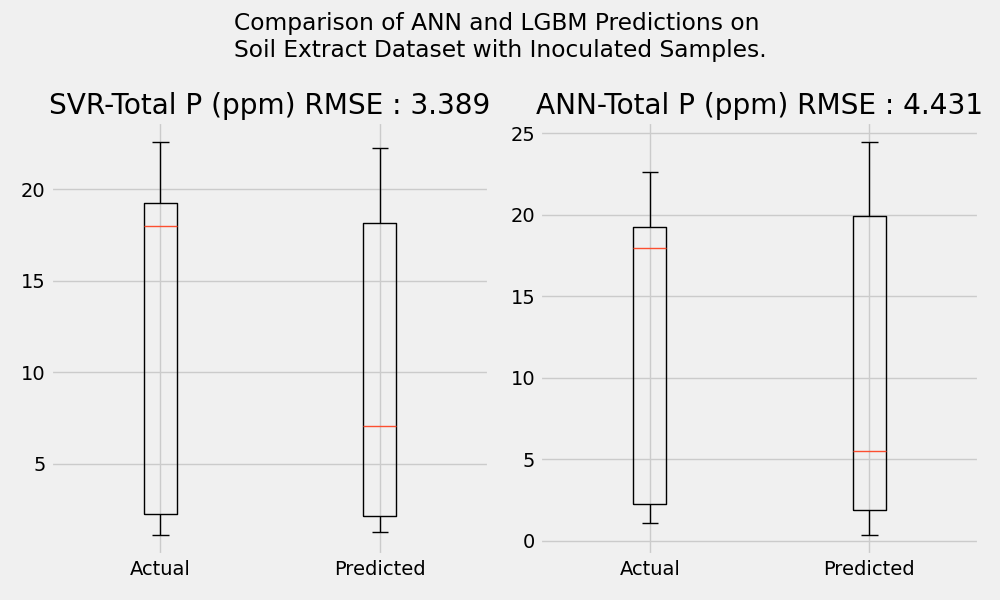 Comparison of ANN and LGBM Predictions on
Soil Extract Dataset with Inoculated Samples.
SVR-Total P (ppm) RMSE : 3.389
20
15
10
5
Actual
Predicted
ANN-Total P (ppm) RMSE : 4.431
25
20
15
10
5
0
Actual
Predicted